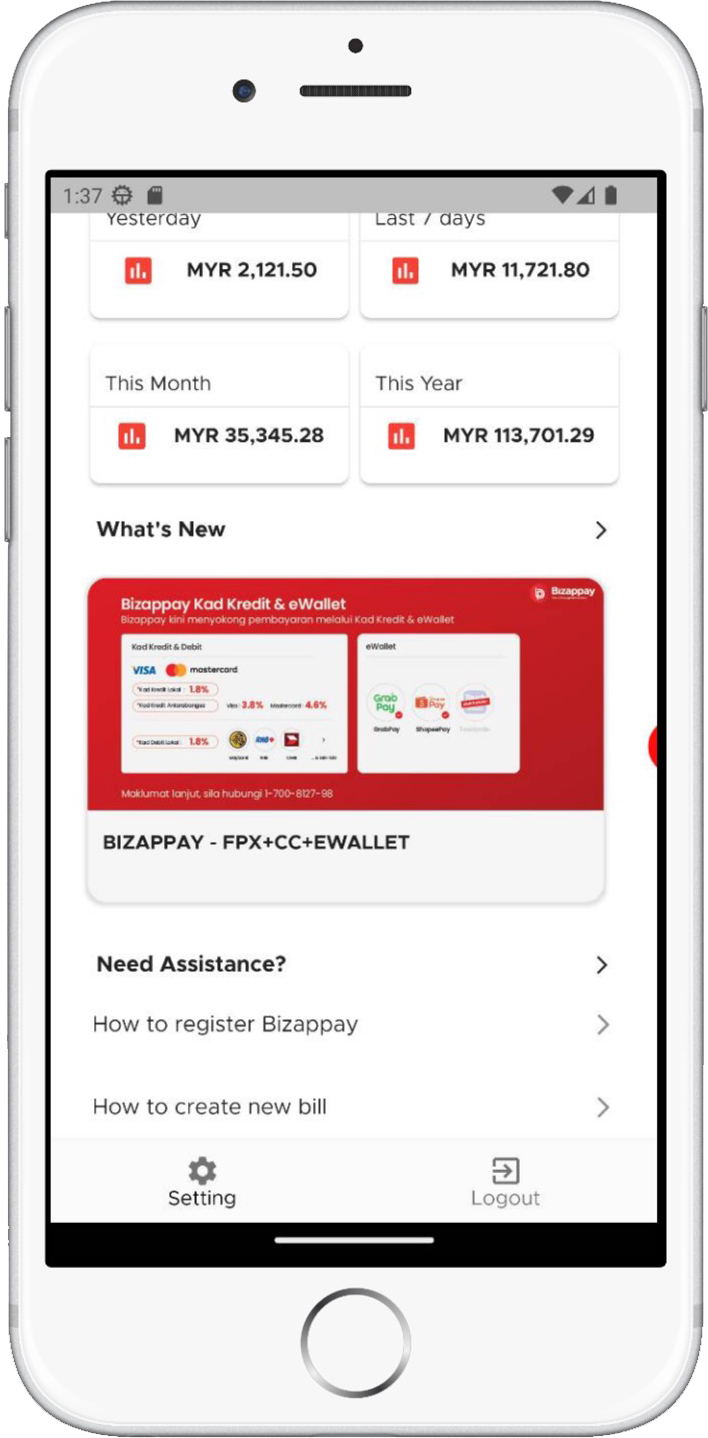 1:37
Yesterday
Last 7 days
MYR 2,121.50
MYR 11,721.80
This Month
This Year
MYR 35,345.28
MYR 113,701.29
What's New
Bizappay
Bizappay Kad Kredit & eWallet
Bizappay kini menyokong pembayaran melalui Kad Kredit & eWallet
Kad Kredit & Debit
eWallet
VISA mastercard
*Kad Kredit Lokal : 1.8%
*Kad Kredit Antarabangsa Visa : 3.8% Mastercard : 4.6%
Grab Pay
Pay
*Kad Debit Lokal : 1.8%
RHB
Maybank RHB CIMB
GrabPay ShopeePay
Maklumat lanjut, sila hubungi 1-700-8127-98
BIZAPPAY - FPX+CC+EWALLET
Need Assistance?
How to register Bizappay
How to create new bill
Setting
Logout